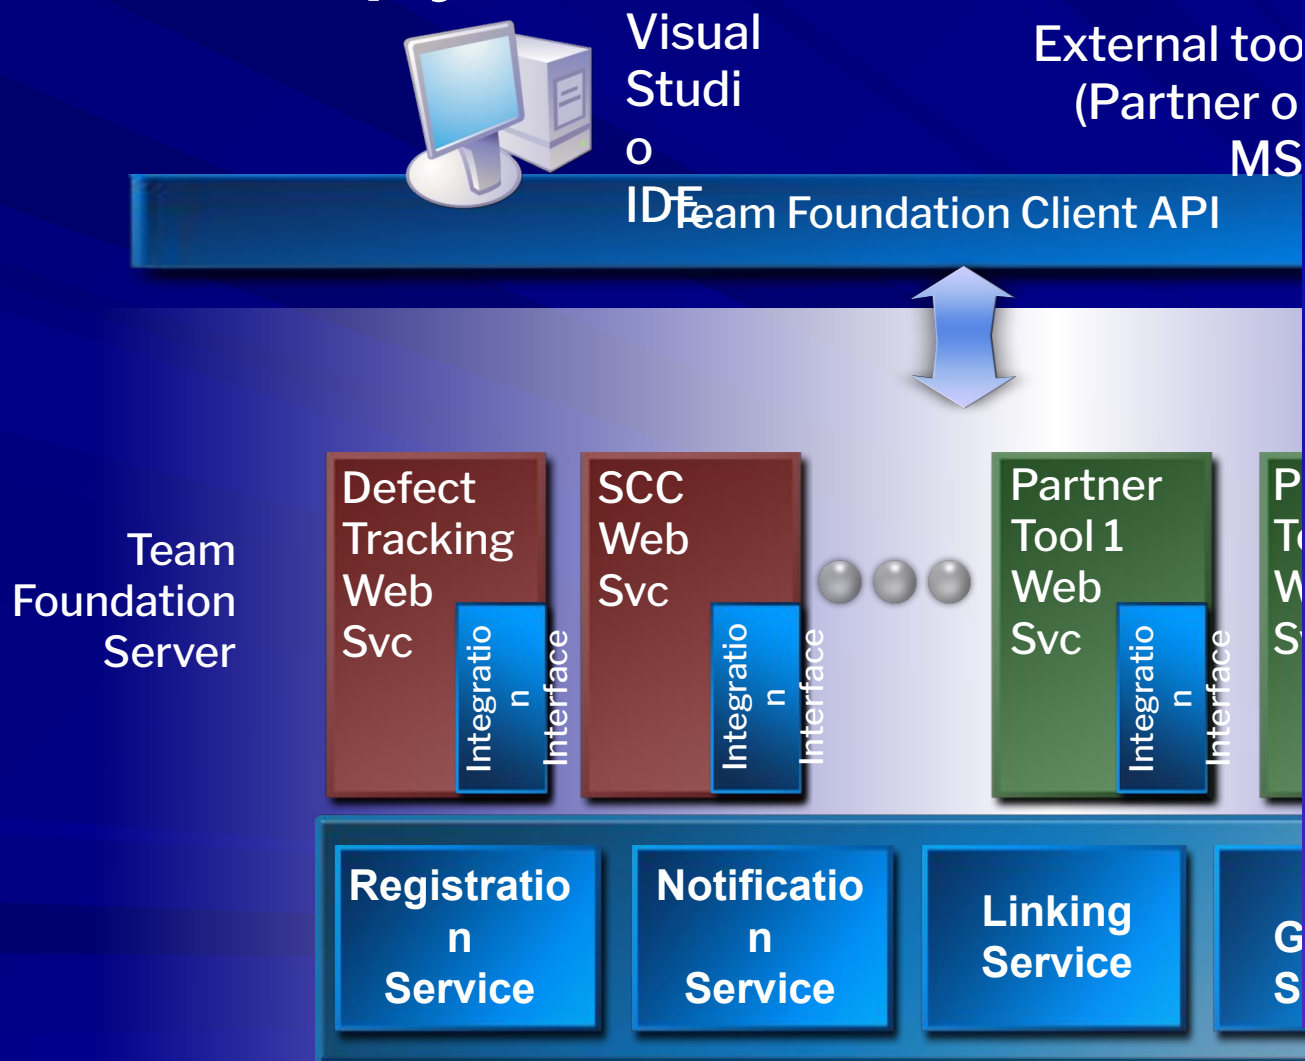 Visual
Studi
o
IDE
External too
(Partner o
MS
Team Foundation Client API
Team
Foundation
Server
Defect
Tracking
Web
Svc
Integratio
n
Interface
SCC
Web
Svc
Integratio
n
Interface
Partner
Tool 1
Web
Svc
Integratio
n
Interface
P
To
W
Sv
Registratio
n
Service
Notificatio
n
Service
Linking
Service
G
S